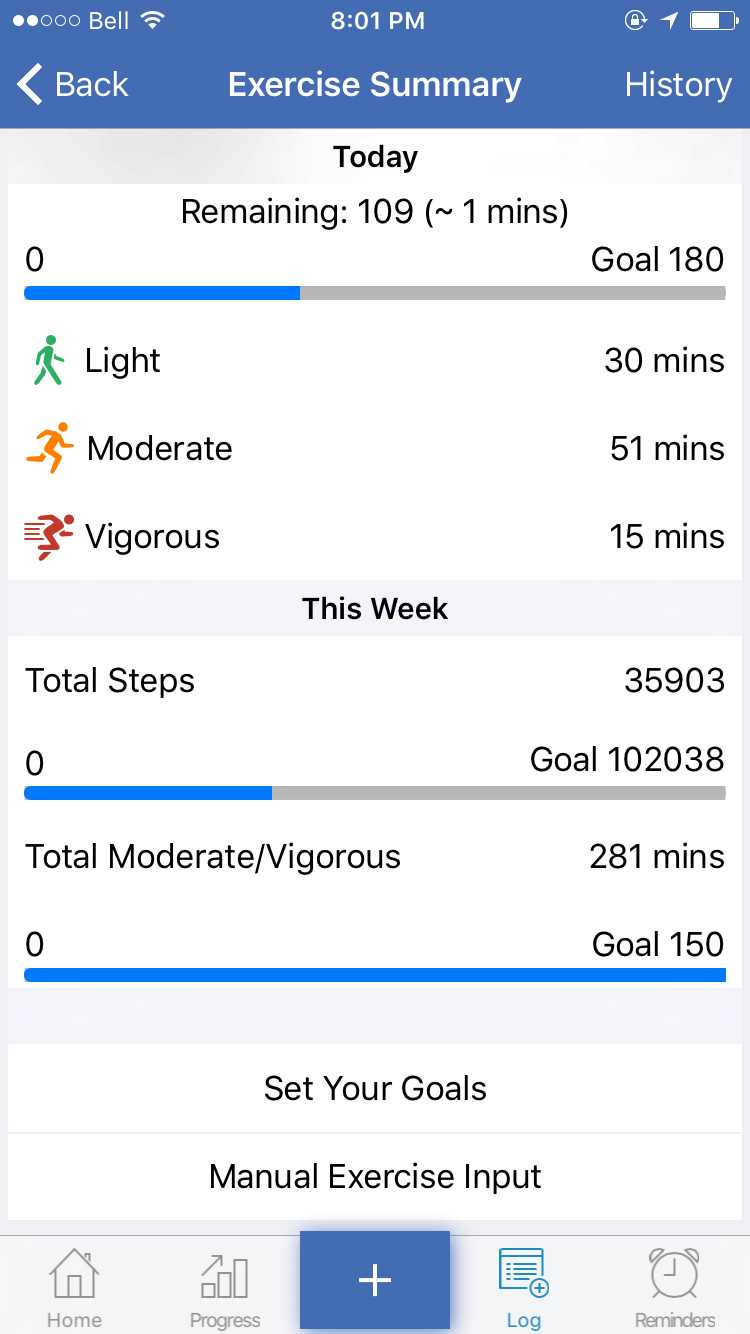 Bell 8:01 PM
Back Exercise Summary History
Today
Remaining: 109 (~ 1 mins)
0 Goal 180
Light 30 mins
Moderate 51 mins
Vigorous 15 mins
This Week
Total Steps 35903
0 Goal 102038
Total Moderate/Vigorous 281 mins
0 Goal 150
Set Your Goals
Manual Exercise Input
Home Progress + Log Reminders